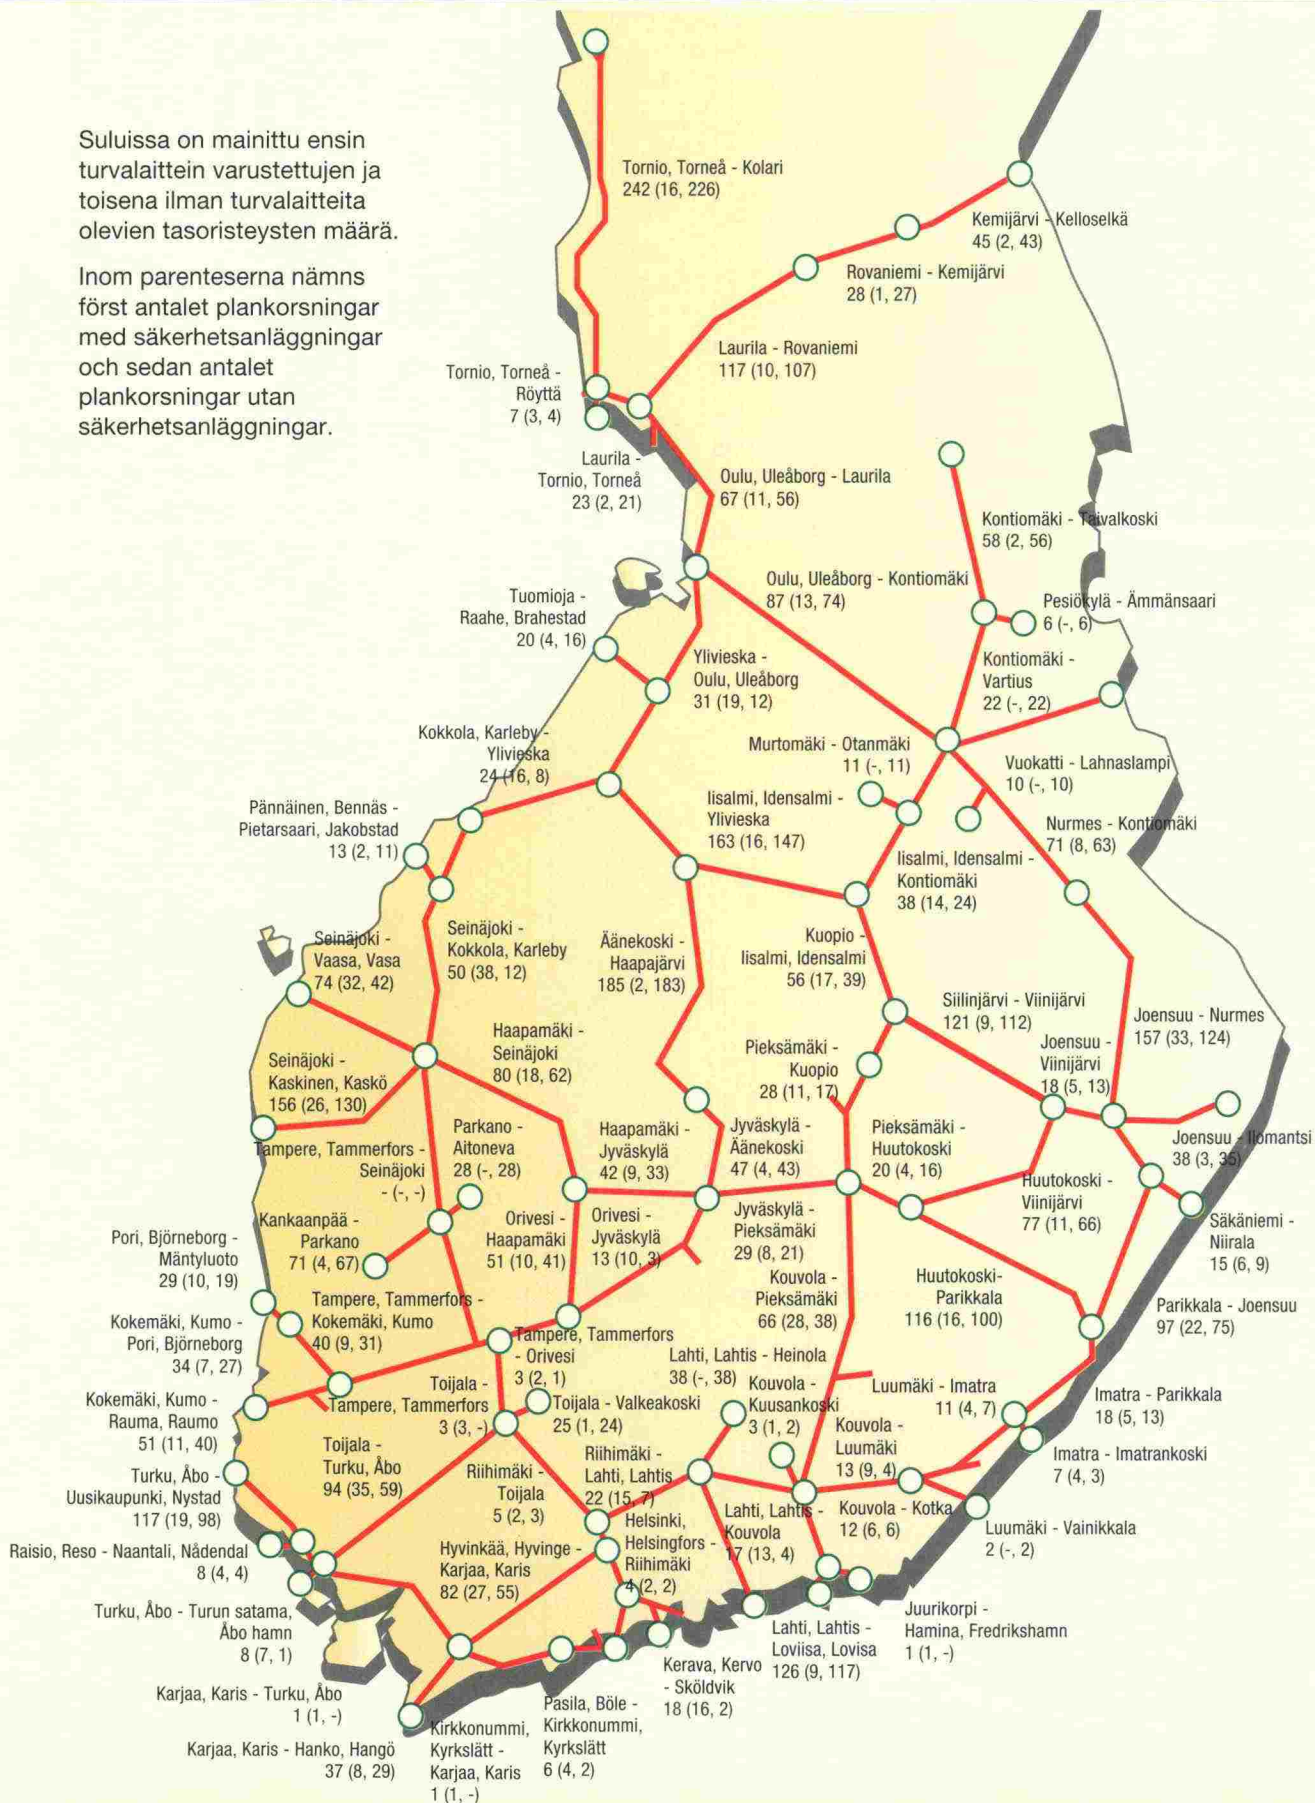 Suluissa on mainittu ensin
turvalaittein varustettujen ja
toisena ilman turvalaitteita
olevien tasoristeysten määrä.
Inom parenteserna nämns
först antalet plankorsningar
med säkerhetsanläggningar
och sedan antalet
plankorsningar utan
säkerhetsanläggningar.
Tornio, Torneå - Kolari
242 (16, 226)
Kemijärvi - Kelloselkä
45 (2, 43)
Rovaniemi - Kemijärvi
28 (1, 27)
Laurila - Rovaniemi
117 (10, 107)
Tornio, Torneå -
Röyttä
7 (3, 4)
Laurila -
Tornio, Torneå
23 (2, 21)
Oulu, Uleåborg - Laurila
67 (11, 56)
Kontiomäki - Taivalkoski
58 (2, 56)
Oulu, Uleåborg - Kontiomäki
87 (13, 74)
Pesiökylä - Ämmänsaari
6 (-, 6)
Tuomioja -
Raahe, Brahestad
20 (4, 16)
Ylivieska -
Oulu, Uleåborg
31 (19, 12)
Kontiomäki -
Vartius
22 (-, 22)
Kokkola, Karleby -
Ylivieska
24 (16, 8)
Murtomäki - Otanmäki
11 (-, 11)
Vuokatti - Lahnaslampi
10 (-, 10)
Pännäinen, Bennäs -
Pietarsaari, Jakobstad
13 (2, 11)
Iisalmi, Idensalmi -
Ylivieska
163 (16, 147)
Nurmes - Kontiomäki
71 (8, 63)
Iisalmi, Idensalmi -
Kontiomäki
38 (14, 24)
Seinäjoki -
Vaasa, Vasa
74 (32, 42)
Seinäjoki -
Kokkola, Karleby
50 (38, 12)
Äänekoski -
Haapajärvi
185 (2, 183)
Kuopio -
Iisalmi, Idensalmi
56 (17, 39)
Siilinjärvi - Viinijärvi
121 (9, 112)
Joensuu - Nurmes
157 (33, 124)
Seinäjoki -
Kaskinen, Kaskö
156 (26, 130)
Haapamäki -
Seinäjoki
80 (18, 62)
Pieksämäki -
Kuopio
28 (11, 17)
Joensuu -
Viinijärvi
18 (5, 13)
Tampere, Tammerfors -
Seinäjoki
- (-, -)
Parkano -
Aitoneva
28 (-, 28)
Haapamäki -
Jyväskylä
42 (9, 33)
Jyväskylä -
Äänekoski
47 (4, 43)
Pieksämäki -
Huutokoski
20 (4, 16)
Joensuu - Ilomantsi
38 (3, 35)
Huutokoski -
Viinijärvi
77 (11, 66)
Kankaanpää -
Parkano
71 (4, 67)
Orivesi -
Haapamäki
51 (10, 41)
Orivesi -
Jyväskylä
13 (10, 3)
Jyväskylä -
Pieksämäki
29 (8, 21)
Säkäniemi -
Niirala
15 (6, 9)
Pori, Björneborg -
Mäntyluoto
29 (10, 19)
Kouvola -
Pieksämäki
66 (28, 38)
Huutokoski-
Parikkala
116 (16, 100)
Parikkala - Joensuu
97 (22, 75)
Kokemäki, Kumo -
Pori, Björneborg
34 (7, 27)
Tampere, Tammerfors -
Kokemäki, Kumo
40 (9, 31)
Tampere, Tammerfors
- Orivesi
3 (2, 1)
Lahti, Lahtis - Heinola
38 (-, 38)
Kouvola -
Kuusankoski
3 (1, 2)
Luumäki - Imatra
11 (4, 7)
Imatra - Parikkala
18 (5, 13)
Kokemäki, Kumo -
Rauma, Raumo
51 (11, 40)
Toijala -
Tampere, Tammerfors
3 (3, -)
Toijala - Valkeakoski
25 (1, 24)
Kouvola -
Luumäki
13 (9, 4)
Imatra - Imatrankoski
7 (4, 3)
Toijala -
Turku, Åbo
94 (35, 59)
Riihimäki -
Lahti, Lahtis
22 (15, 7)
Turku, Åbo -
Uusikaupunki, Nystad
117 (19, 98)
Riihimäki -
Toijala
5 (2, 3)
Lahti, Lahtis -
Kouvola
17 (13, 4)
Kouvola - Kotka
12 (6, 6)
Luumäki - Vainikkala
2 (-, 2)
Raisio, Reso - Naantali, Nådendal
8 (4, 4)
Hyvinkää, Hyvinge -
Karjaa, Karis
82 (27, 55)
Helsinki,
Helsingfors -
Riihimäki
4 (2, 2)
Turku, Åbo - Turun satama,
Åbo hamn
8 (7, 1)
Juurikorpi -
Hamina, Fredrikshamn
1 (1, -)
Lahti, Lahtis -
Loviisa, Lovisa
126 (9, 117)
Kerava, Kervo
- Sköldvik
18 (16, 2)
Karjaa, Karis - Turku, Åbo
1 (1, -)
Karjaa, Karis - Hanko, Hangö
37 (8, 29)
Kirkkonummi,
Kyrkslätt -
Karjaa, Karis
1 (1, -)
Pasila, Böle -
Kirkkonummi,
Kyrkslätt
6 (4, 2)